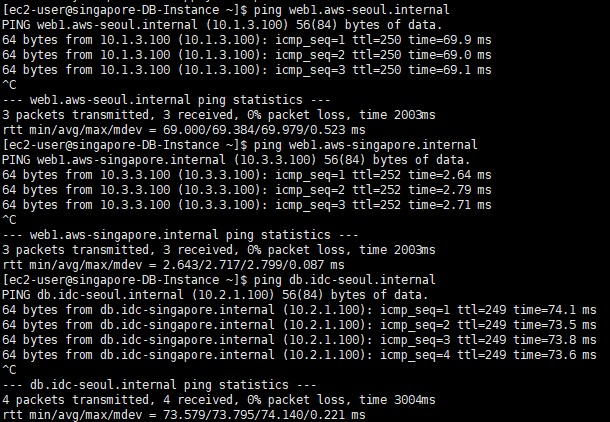 [ec2-user@singapore-DB-Instance ~]$ ping web1.aws-seoul.internal
PING web1.aws-seoul.internal (10.1.3.100) 56(84) bytes of data.
64 bytes from 10.1.3.100 (10.1.3.100): icmp_seq=1 ttl=250 time=69.9 ms
64 bytes from 10.1.3.100 (10.1.3.100): icmp_seq=2 ttl=250 time=69.0 ms
64 bytes from 10.1.3.100 (10.1.3.100): icmp_seq=3 ttl=250 time=69.1 ms
^C
--- web1.aws-seoul.internal ping statistics ---
3 packets transmitted, 3 received, 0% packet loss, time 2003ms
rtt min/avg/max/mdev = 69.000/69.384/69.979/0.523 ms
[ec2-user@singapore-DB-Instance ~]$ ping web1.aws-singapore.internal
PING web1.aws-singapore.internal (10.3.3.100) 56(84) bytes of data.
64 bytes from 10.3.3.100 (10.3.3.100): icmp_seq=1 ttl=252 time=2.64 ms
64 bytes from 10.3.3.100 (10.3.3.100): icmp_seq=2 ttl=252 time=2.79 ms
64 bytes from 10.3.3.100 (10.3.3.100): icmp_seq=3 ttl=252 time=2.71 ms
^C
--- web1.aws-singapore.internal ping statistics ---
3 packets transmitted, 3 received, 0% packet loss, time 2003ms
rtt min/avg/max/mdev = 2.643/2.717/2.799/0.087 ms
[ec2-user@singapore-DB-Instance ~]$ ping db.idc-seoul.internal
PING db.idc-seoul.internal (10.2.1.100) 56(84) bytes of data.
64 bytes from db.idc-singapore.internal (10.2.1.100): icmp_seq=1 ttl=249 time=74.1 ms
64 bytes from db.idc-singapore.internal (10.2.1.100): icmp_seq=2 ttl=249 time=73.5 ms
64 bytes from db.idc-singapore.internal (10.2.1.100): icmp_seq=3 ttl=249 time=73.8 ms
64 bytes from db.idc-singapore.internal (10.2.1.100): icmp_seq=4 ttl=249 time=73.6 ms
^C
--- db.idc-seoul.internal ping statistics ---
4 packets transmitted, 4 received, 0% packet loss, time 3004ms
rtt min/avg/max/mdev = 73.579/73.795/74.140/0.221 ms